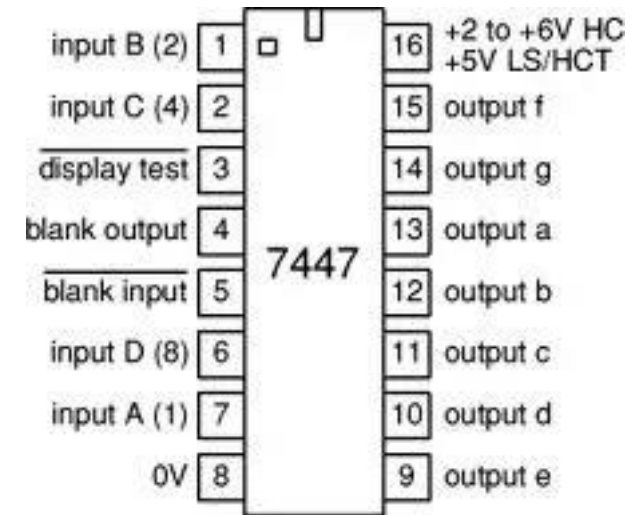 input B (2) 1
input C (4) 2
display test 3
blank output 4
blank input 5
input D (8) 6
input A (1) 7
0V 8
7447
16 +2 to +6V HC
+5V LS/HCT
15 output f
14 output g
13 output a
12 output b
11 output c
10 output d
9 output e